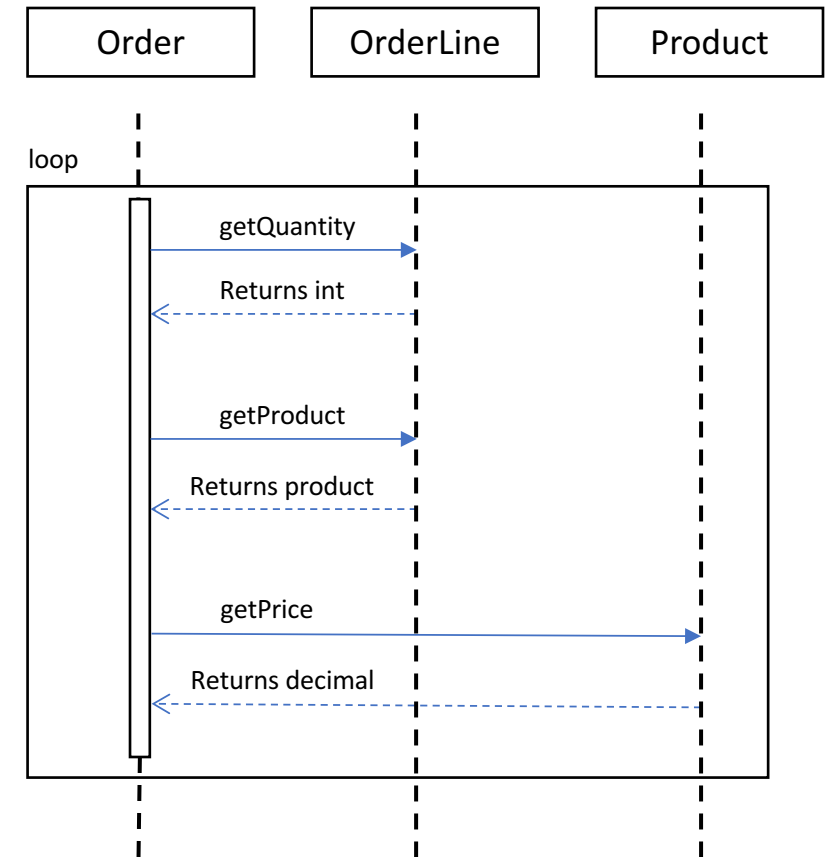 Order
OrderLine
Product
loop
getQuantity
Returns int
getProduct
Returns product
getPrice
Returns decimal